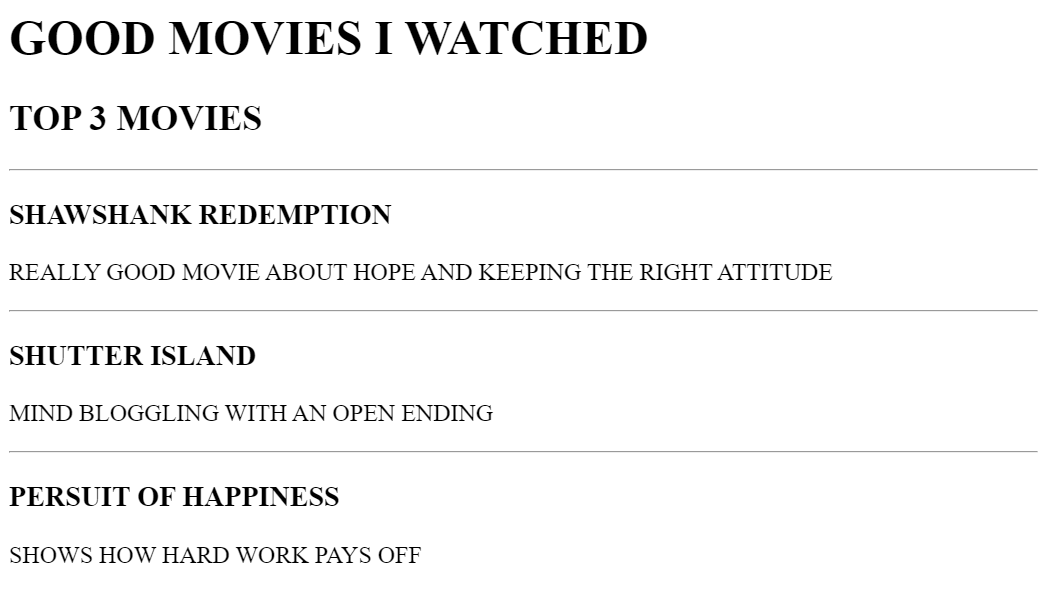 GOOD MOVIES I WATCHED
TOP 3 MOVIES
SHAWSHANK REDEMPTION
REALLY GOOD MOVIE ABOUT HOPE AND KEEPING THE RIGHT ATTITUDE
SHUTTER ISLAND
MIND BLOGGLING WITH AN OPEN ENDING
PERSUIT OF HAPPINESS
SHOWS HOW HARD WORK PAYS OFF